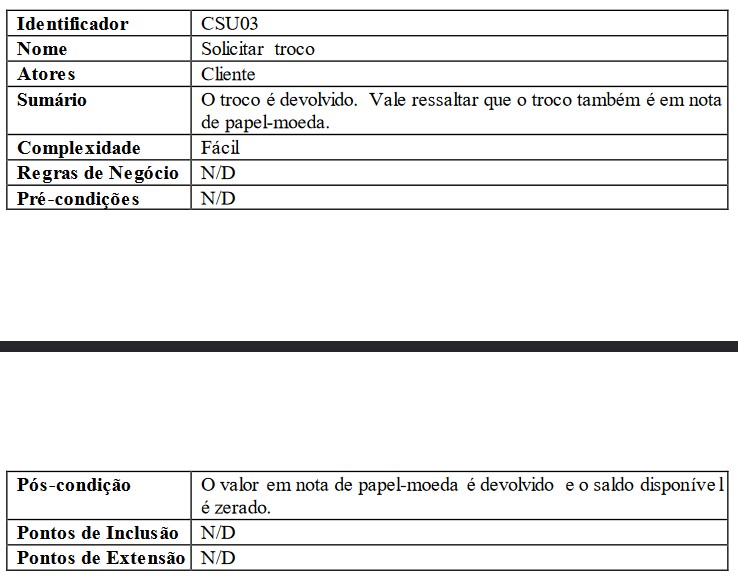 Identificador CSU03
Nome Solicitar troco
Atores Cliente
Sumário O troco é devolvido. Vale ressaltar que o troco também é em nota
de papel-moeda.
Complexidade Fácil
Regras de Negócio N/D
Pré-condições N/D
Pós-condição O valor em nota de papel-moeda é devolvido e o saldo disponível
é zerado.
Pontos de Inclusão N/D
Pontos de Extensão N/D